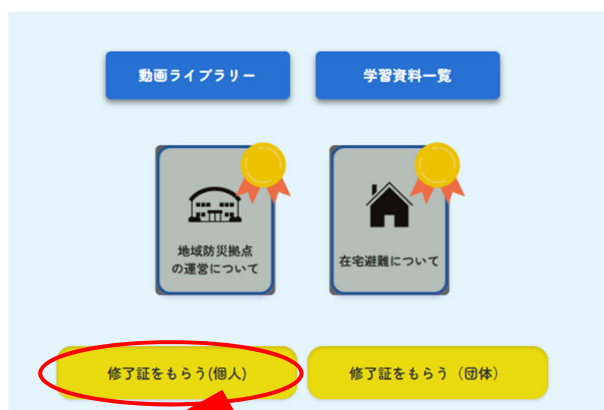 動画ライブラリー
学習資料一覧
地域防災拠点
の運営について
在宅避難について
修了証をもらう(個人)
修了証をもらう（団体）